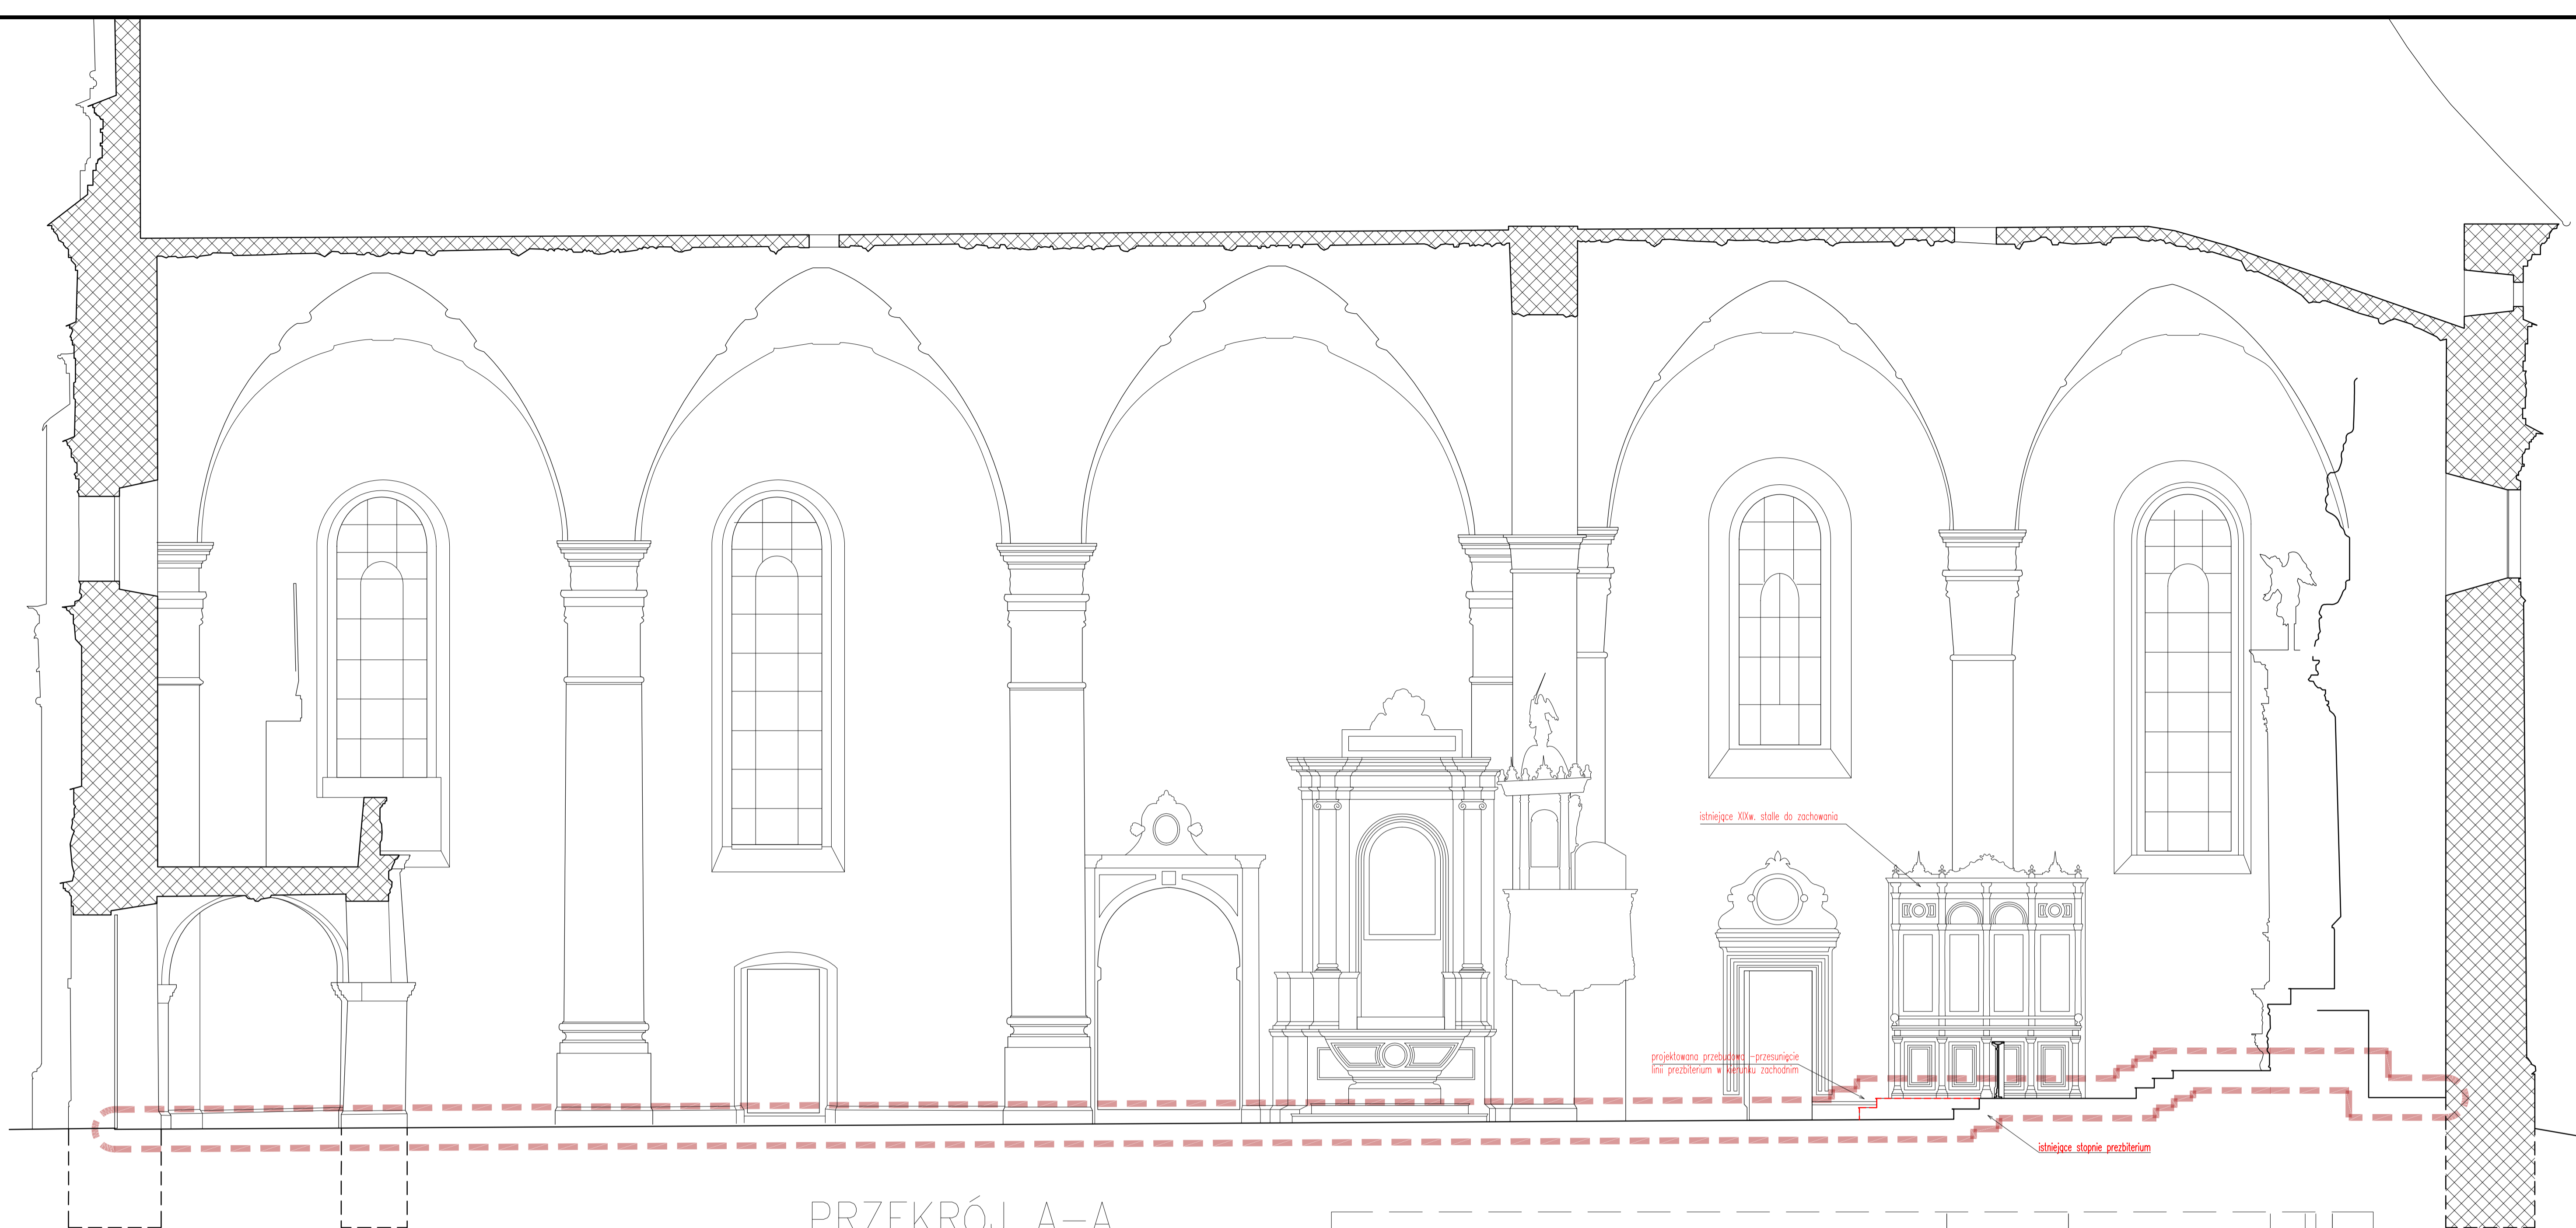 istniejące XIXw. stalle do zachowania
projektowana przebudowa -przesunięcie
linii prezbiterium w kierunku zachodnim
istniejące stopnie prezbiterium
PRZEKRÓJ A-A